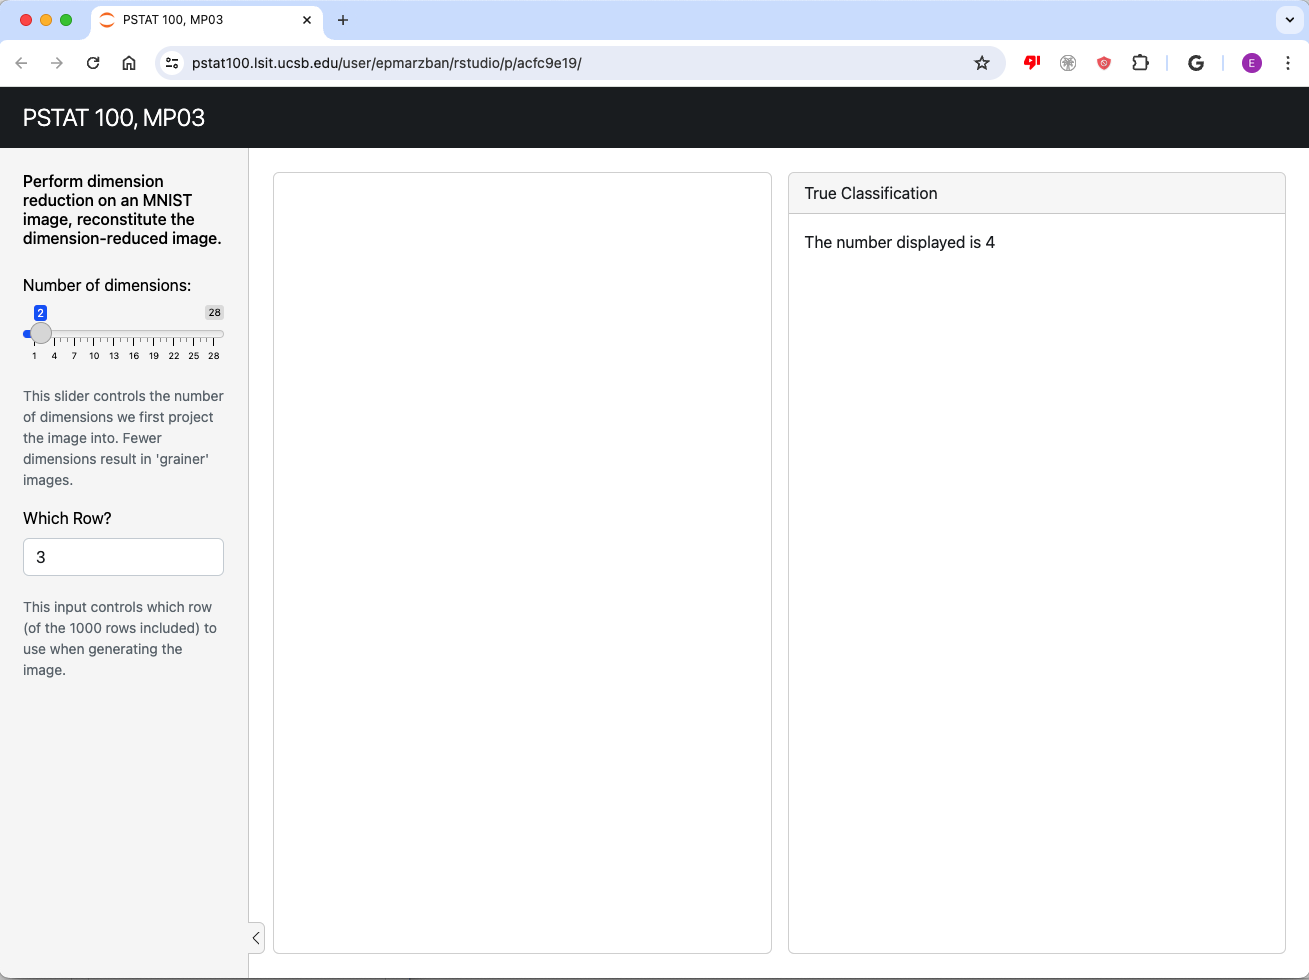 PSTAT 100, MP03
pstat100.lsit.ucsb.edu/user/epmarzban/rstudio/p/acfc9e19/
E
PSTAT 100, MP03
Perform dimension
reduction on an MNIST
image, reconstitute the
dimension-reduced image.
Number of dimensions:
2 28
1 4 7 10 13 16 19 22 25 28
This slider controls the number
of dimensions we first project
the image into. Fewer
dimensions result in 'grainer'
images.
Which Row?
3
This input controls which row
(of the 1000 rows included) to
use when generating the
image.
True Classification
The number displayed is 4